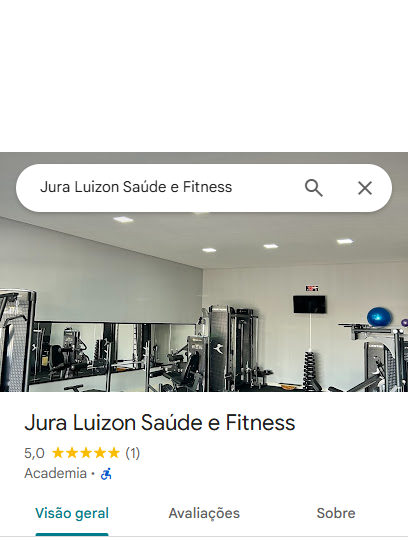 Jura Luizon Saúde e Fitness
Jura Luizon Saúde e Fitness
5,0 (1)
Academia ·
Visão geral Avaliações Sobre